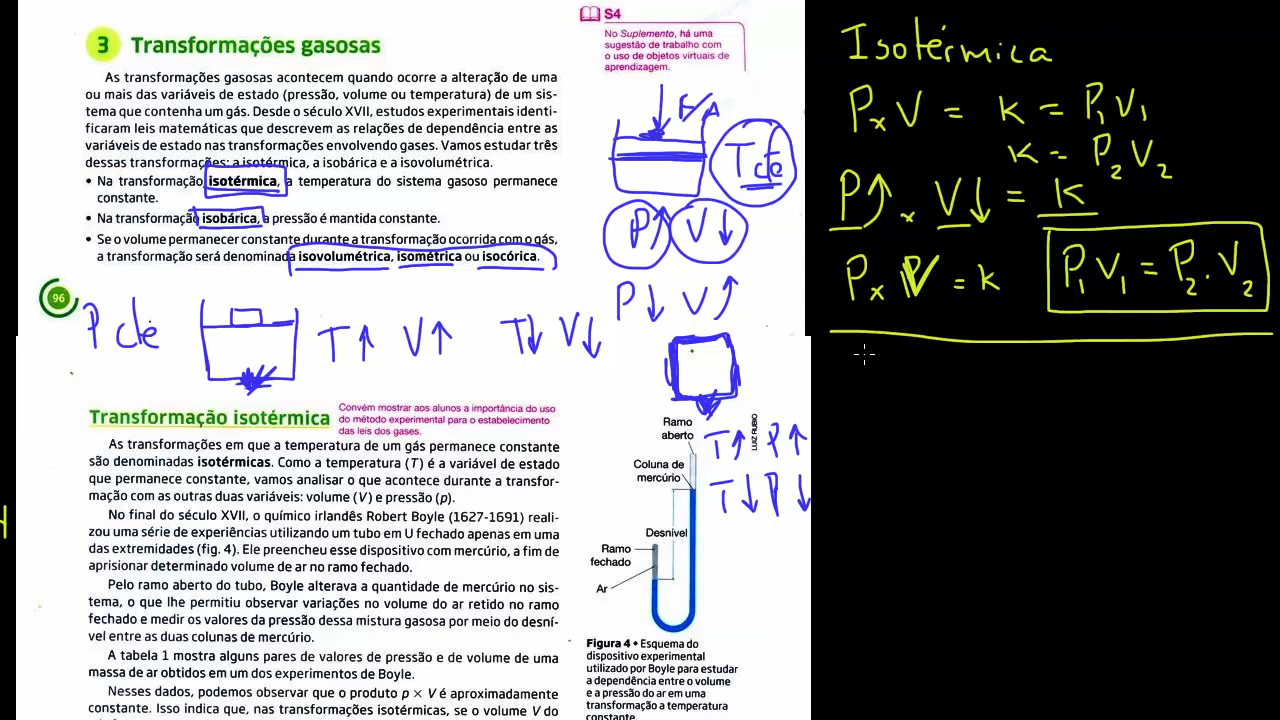 3 Transformações gasosas
As transformações gasosas acontecem quando ocorre a alteração de uma
ou mais das variáveis de estado (pressão, volume ou temperatura) de um sis-
tema que contenha um gás. Desde o século XVII, estudos experimentais identi-
ficaram leis matemáticas que descrevem as relações de dependência entre as
variáveis de estado nas transformações envolvendo gases. Vamos estudar três
dessas transformações: a isotérmica, a isobárica e a isovolumétrica.
• Na transformação isotérmica, a temperatura do sistema gasoso permanece
constante.
• Na transformação isobárica, a pressão é mantida constante.
• Se o volume permanecer constante durante a transformação ocorrida com o gás,
a transformação será denominada isovolumétrica, isométrica ou isocórica.
96
P cte
T↑ V↑ T↓ V↓
S4
No Suplemento, há uma
sugestão de trabalho com
o uso de objetos virtuais de
aprendizagem.
F/A
T cte
P↑ V↓
P↓ V↑
T↑ P↑
T↓ P↓
Transformação isotérmica
Convém mostrar aos alunos a importância do uso
do método experimental para o estabelecimento
das leis dos gases.
As transformações em que a temperatura de um gás permanece constante
são denominadas isotérmicas. Como a temperatura (T) é a variável de estado
que permanece constante, vamos analisar o que acontece durante a transfor-
mação com as outras duas variáveis: volume (V) e pressão (p).
No final do século XVII, o químico irlandês Robert Boyle (1627-1691) reali-
zou uma série de experiências utilizando um tubo em U fechado apenas em uma
das extremidades (fig. 4). Ele preencheu esse dispositivo com mercúrio, a fim de
aprisionar determinado volume de ar no ramo fechado.
Pelo ramo aberto do tubo, Boyle alterava a quantidade de mercúrio no sis-
tema, o que lhe permitiu observar variações no volume do ar retido no ramo
fechado e medir os valores da pressão dessa mistura gasosa por meio do desní-
vel entre as duas colunas de mercúrio.
A tabela 1 mostra alguns pares de valores de pressão e de volume de uma
massa de ar obtidos em um dos experimentos de Boyle.
Nesses dados, podemos observar que o produto p × V é aproximadamente
constante. Isso indica que, nas transformações isotérmicas, se o volume V do
Ramo
aberto
Coluna de
mercúrio
Desnível
Ramo
fechado
Ar
LUIZ RUBIO
Figura 4 • Esquema do
dispositivo experimental
utilizado por Boyle para estudar
a dependência entre o volume
e a pressão do ar em uma
transformação a temperatura
constante.
Isotérmica
P x V = K = P₁V₁
K = P₂V₂
P↑ x V↓ = K
P x V = K
P₁V₁ = P₂.V₂